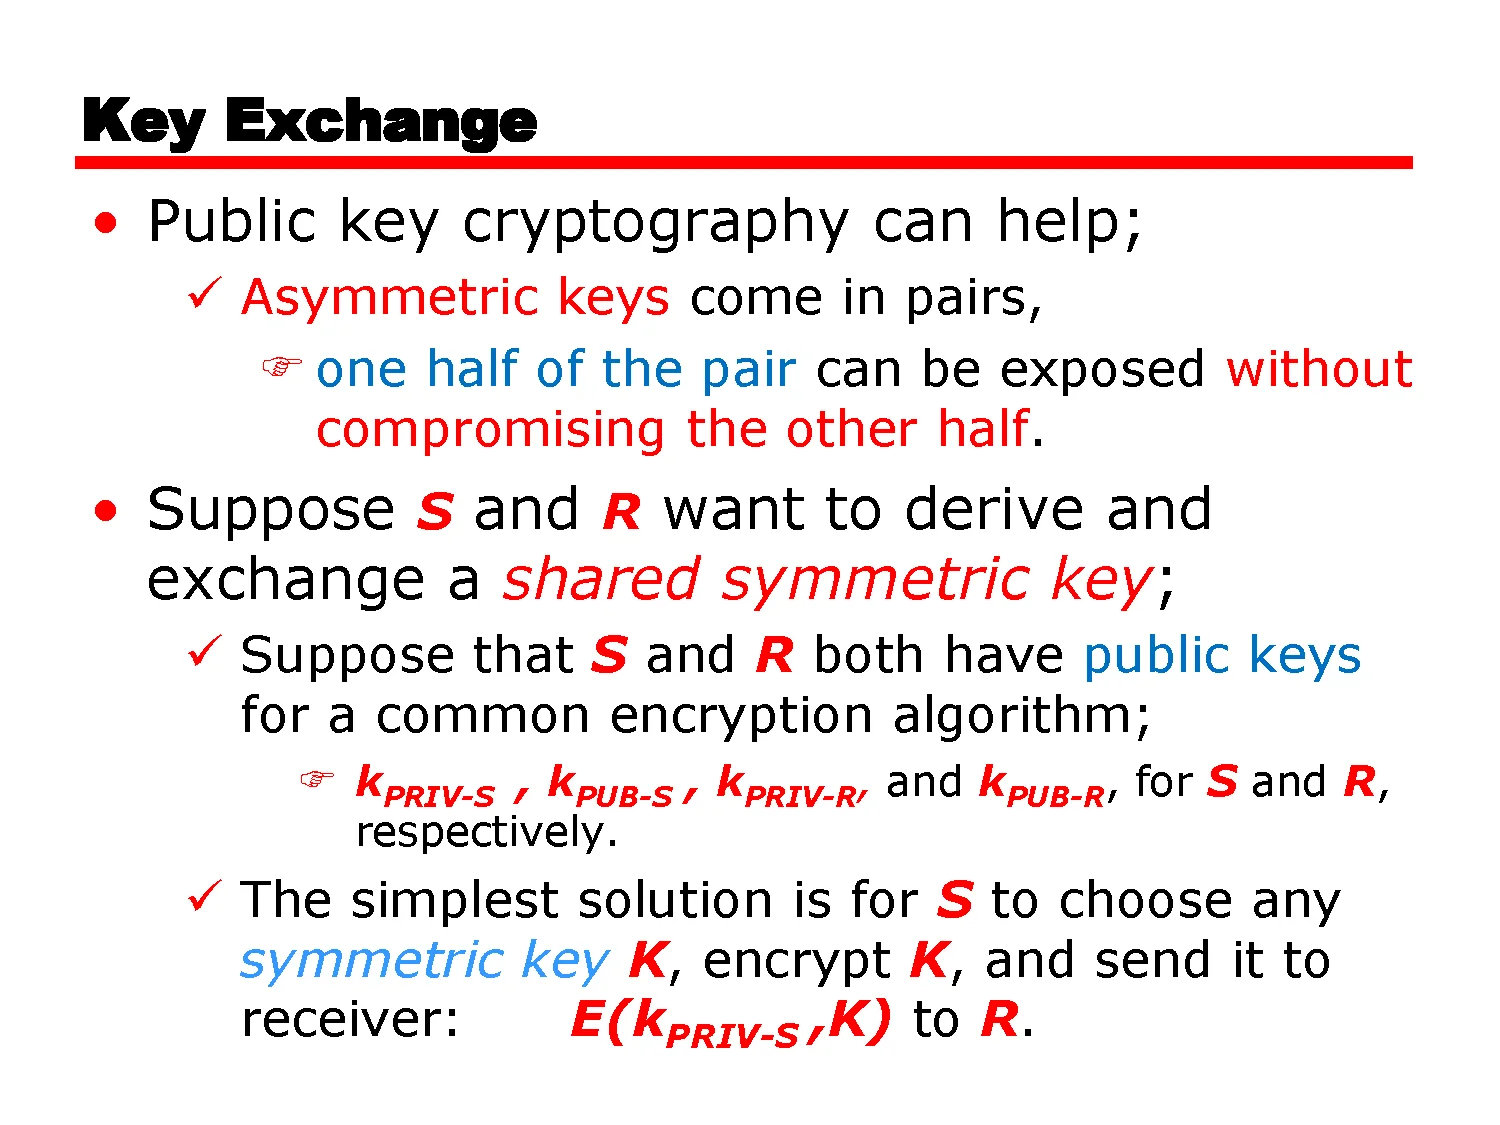 Key Exchange
• Public key cryptography can help;
✓ Asymmetric keys come in pairs,
☞ one half of the pair can be exposed without
compromising the other half.
• Suppose S and R want to derive and
exchange a shared symmetric key;
✓ Suppose that S and R both have public keys
for a common encryption algorithm;
☞ kPRIV-S , kPUB-S , kPRIV-R, and kPUB-R, for S and R,
respectively.
✓ The simplest solution is for S to choose any
symmetric key K, encrypt K, and send it to
receiver: E(kPRIV-S ,K) to R.